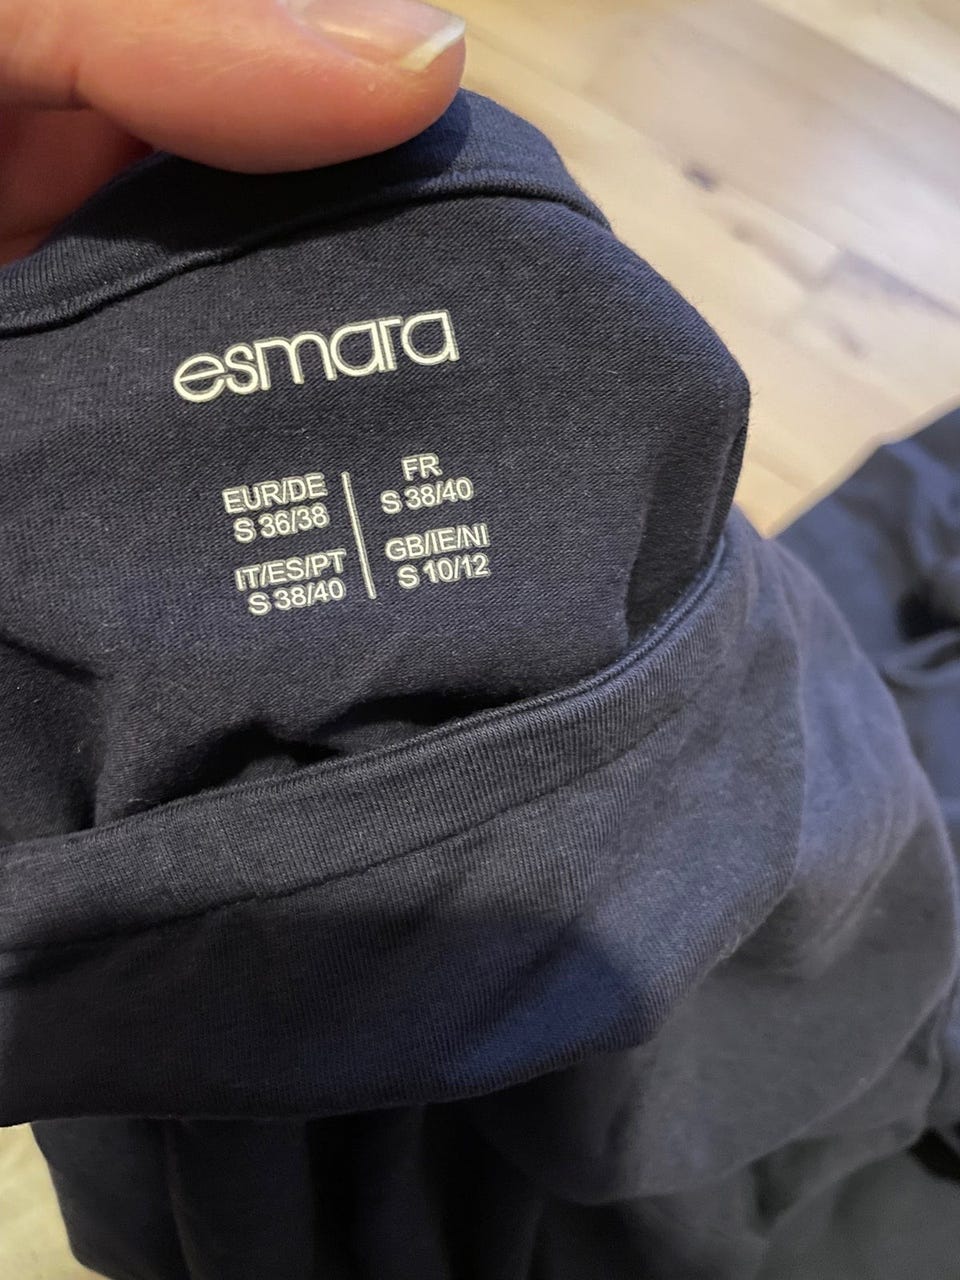 esmara
EUR/DE
S 36/38
IT/ES/PT
S 38/40
FR
S 38/40
GB/IE/NI
S 10/12